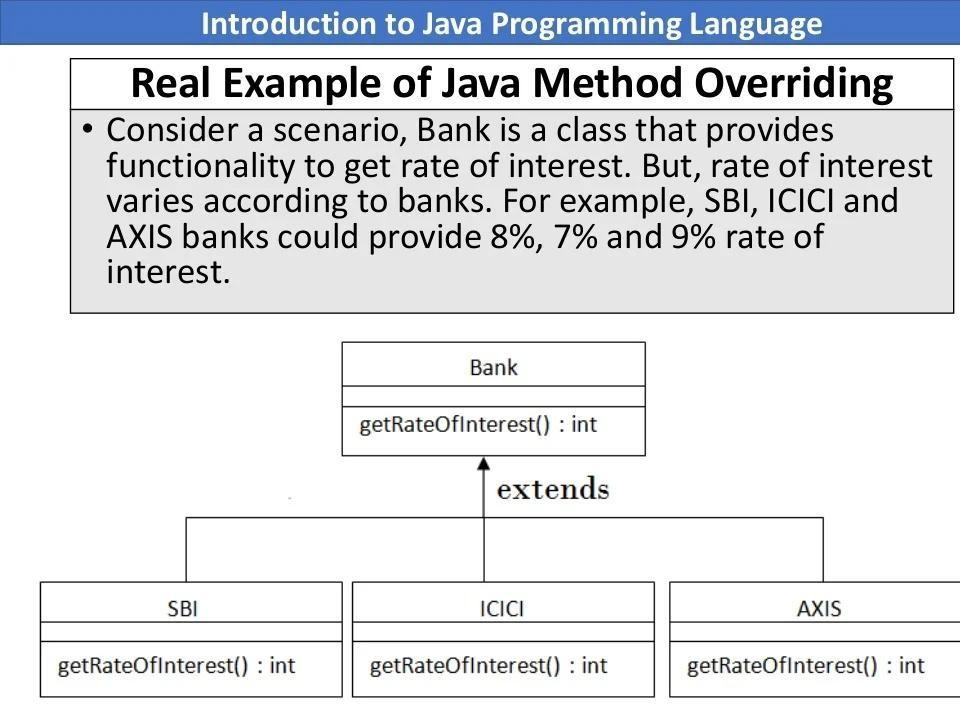 Introduction to Java Programming Language
Real Example of Java Method Overriding
• Consider a scenario, Bank is a class that provides
functionality to get rate of interest. But, rate of interest
varies according to banks. For example, SBI, ICICI and
AXIS banks could provide 8%, 7% and 9% rate of
interest.
Bank
getRateOfInterest() : int
extends
SBI
ICICI
AXIS
getRateOfInterest() : int
getRateOfInterest() : int
getRateOfInterest() : int